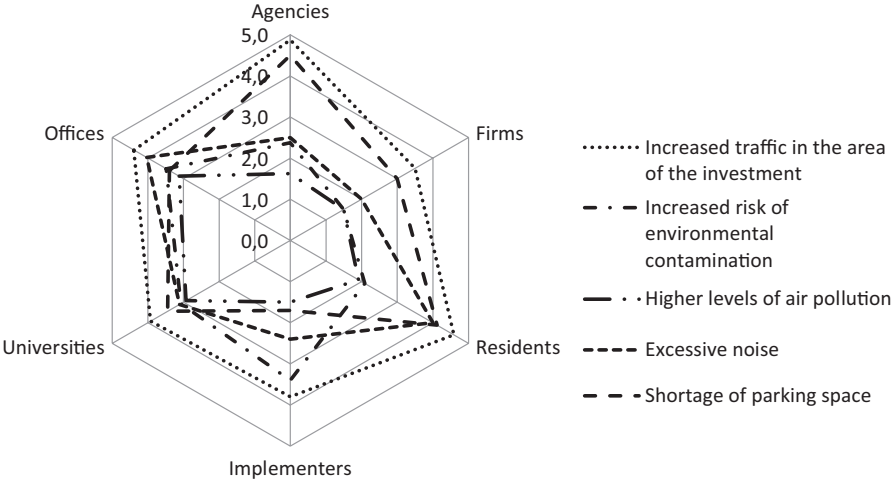 Agencies
5,0
4,0
3,0
2,0
1,0
0,0
Offices
Firms
Universities
Residents
Implementers
Increased traffic in the area
of the investment
Increased risk of
environmental
contamination
Higher levels of air pollution
Excessive noise
Shortage of parking space